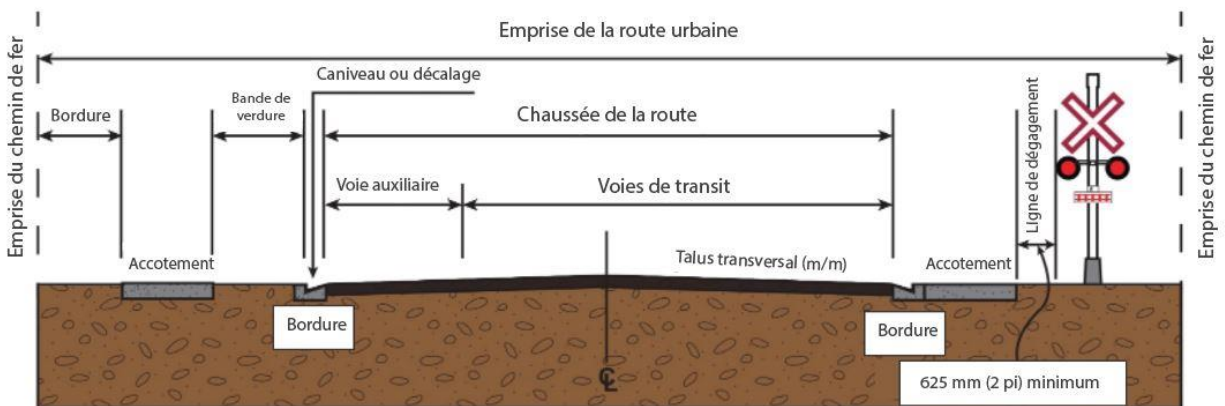 Emprise de la route urbaine
Emprise du chemin de fer
Caniveau ou décalage
Bordure
Bande de
verdure
Chaussée de la route
Ligne de dégagement
Emprise du chemin de fer
Voie auxiliaire
Voies de transit
Accotement
Talus transversal (m/m)
Accotement
Bordure
Bordure
℄
625 mm (2 pi) minimum